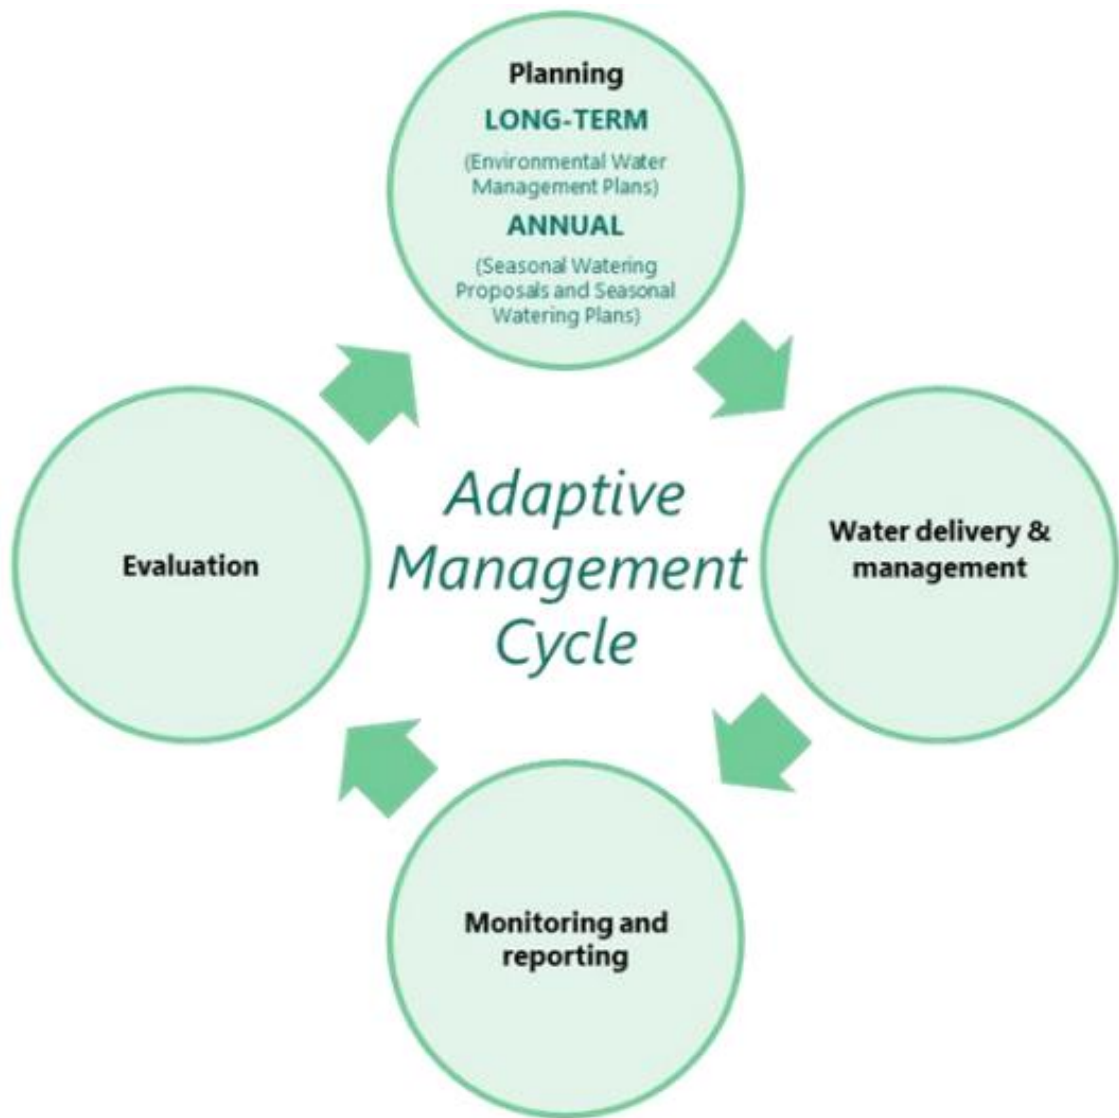 Planning
LONG-TERM
(Environmental Water
Management Plans)
ANNUAL
(Seasonal Watering
Proposals and Seasonal
Watering Plans)
Water delivery &
management
Monitoring and
reporting
Evaluation
Adaptive
Management
Cycle